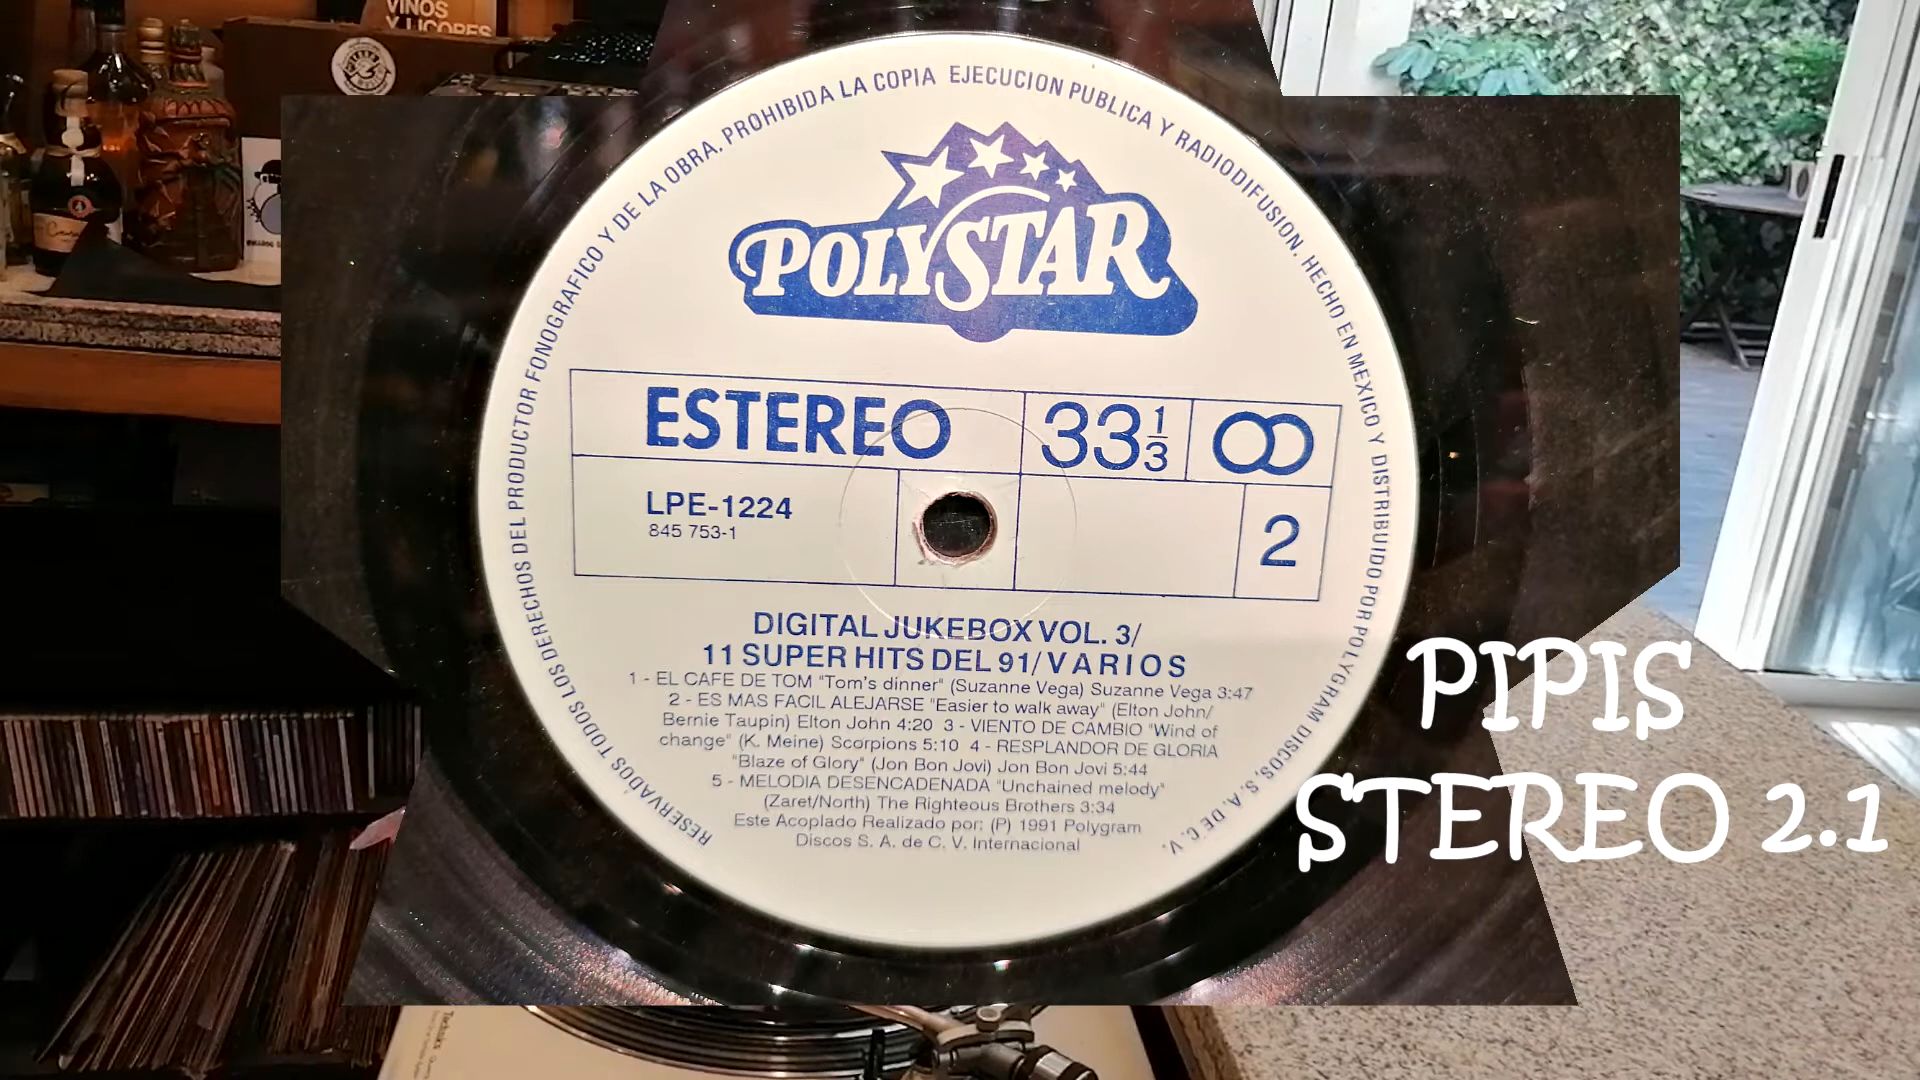 VINOS
Y LICORES
RESERVADOS TODOS LOS DERECHOS DEL PRODUCTOR FONOGRAFICO Y DE LA OBRA. PROHIBIDA LA COPIA EJECUCION PUBLICA Y RADIODIFUSION. HECHO EN MEXICO Y DISTRIBUIDO POR POLYGRAM DISCOS, S. A. DE C. V.
POLYSTAR
ESTEREO 33 1/3
LPE-1224
845 753-1
2
DIGITAL JUKEBOX VOL. 3/
11 SUPER HITS DEL 91/VARIOS
1 - EL CAFE DE TOM "Tom's dinner" (Suzanne Vega) Suzanne Vega 3:47
2 - ES MAS FACIL ALEJARSE "Easier to walk away" (Elton John/
Bernie Taupin) Elton John 4:20 3 - VIENTO DE CAMBIO "Wind of
change" (K. Meine) Scorpions 5:10 4 - RESPLANDOR DE GLORIA
"Blaze of Glory" (Jon Bon Jovi) Jon Bon Jovi 5:44
5 - MELODIA DESENCADENADA "Unchained melody"
(Zaret/North) The Righteous Brothers 3:34
Este Acoplado Realizado por: (P) 1991 Polygram
Discos S. A. de C. V. Internacional
PIPIS
STEREO 2.1
Technics